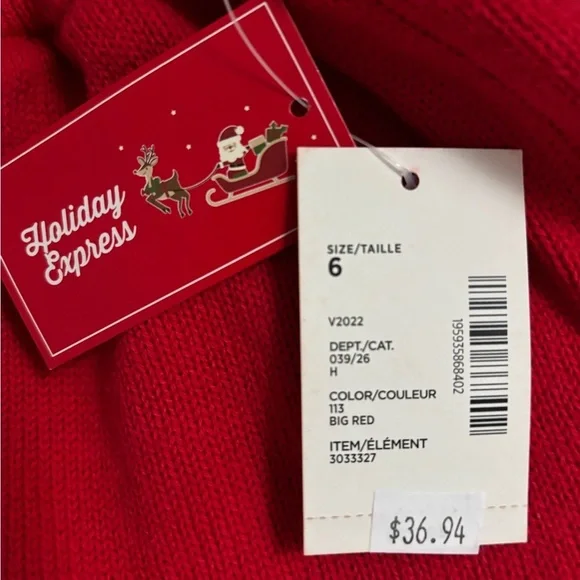 Holiday
Express
SIZE/TAILLE
6
V2022
DEPT./CAT.
039/26
H
COLOR/COULEUR
113
BIG RED
ITEM/ÉLÉMENT
3033327
195935868402
$36.94